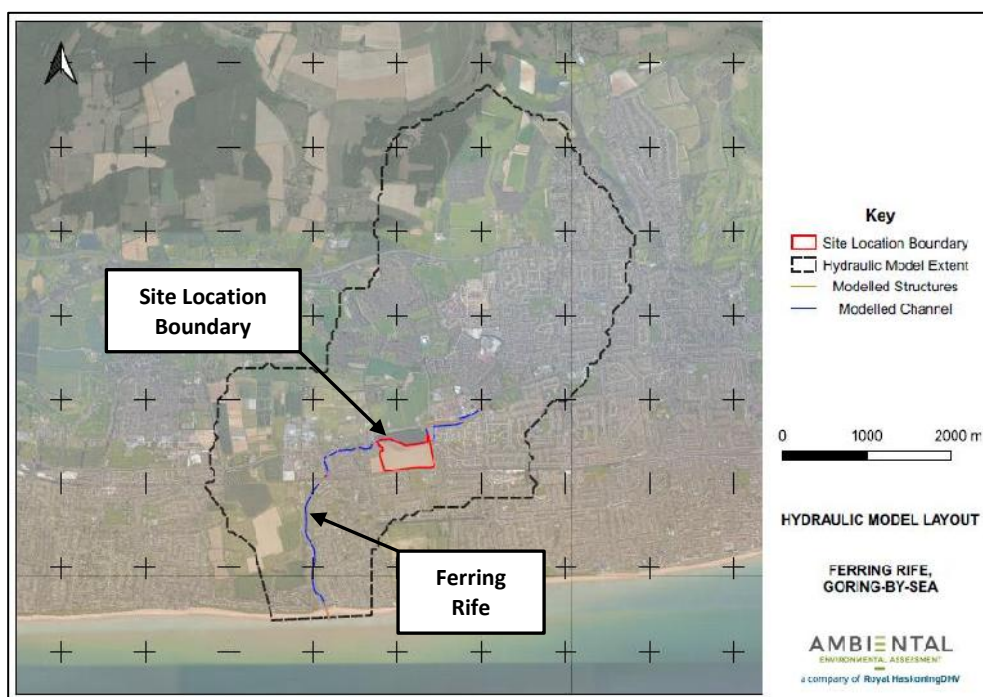 Site Location
Boundary
Ferring
Rife
Key
Site Location Boundary
Hydraulic Model Extent
Modelled Structures
Modelled Channel
0 1000 2000 m
HYDRAULIC MODEL LAYOUT
FERRING RIFE,
GORING-BY-SEA
AMBIENTAL
ENVIRONMENTAL ASSESSMENT
a company of Royal HaskoningDHV